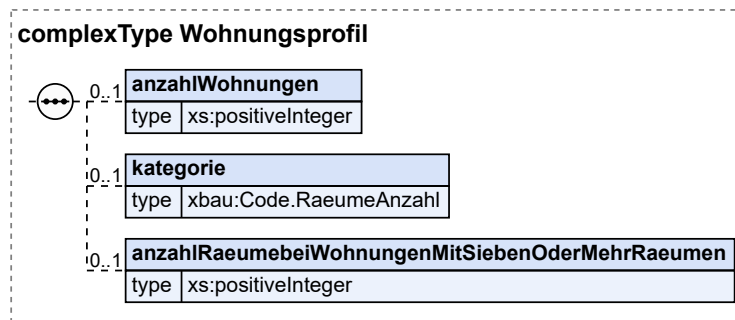 complexType Wohnungsprofil
0..1 anzahlWohnungen
type xs:positiveInteger
0..1 kategorie
type xbau:Code.RaeumeAnzahl
0..1 anzahlRaeumebeiWohnungenMitSiebenOderMehrRaeumen
type xs:positiveInteger